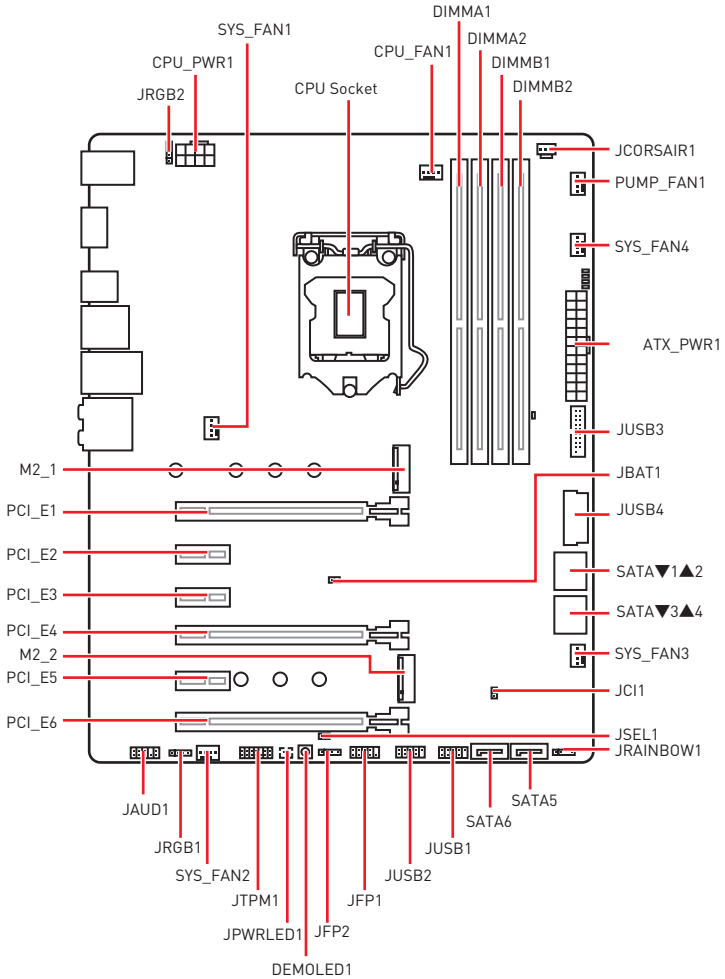 DIMMA1
SYS_FAN1
DIMMA2
CPU_FAN1
CPU_PWR1
DIMMB1
JRGB2
CPU Socket
DIMMB2
JCORSAIR1
PUMP_FAN1
SYS_FAN4
ATX_PWR1
JUSB3
M2_1
JBAT1
PCI_E1
JUSB4
PCI_E2
SATA▼1▲2
PCI_E3
SATA▼3▲4
PCI_E4
M2_2
SYS_FAN3
PCI_E5
JCI1
PCI_E6
JSEL1
JRAINBOW1
JAUD1
SATA5
SATA6
JRGB1
JUSB1
SYS_FAN2
JUSB2
JTPM1
JFP1
JPWRLED1
JFP2
DEMOLED1